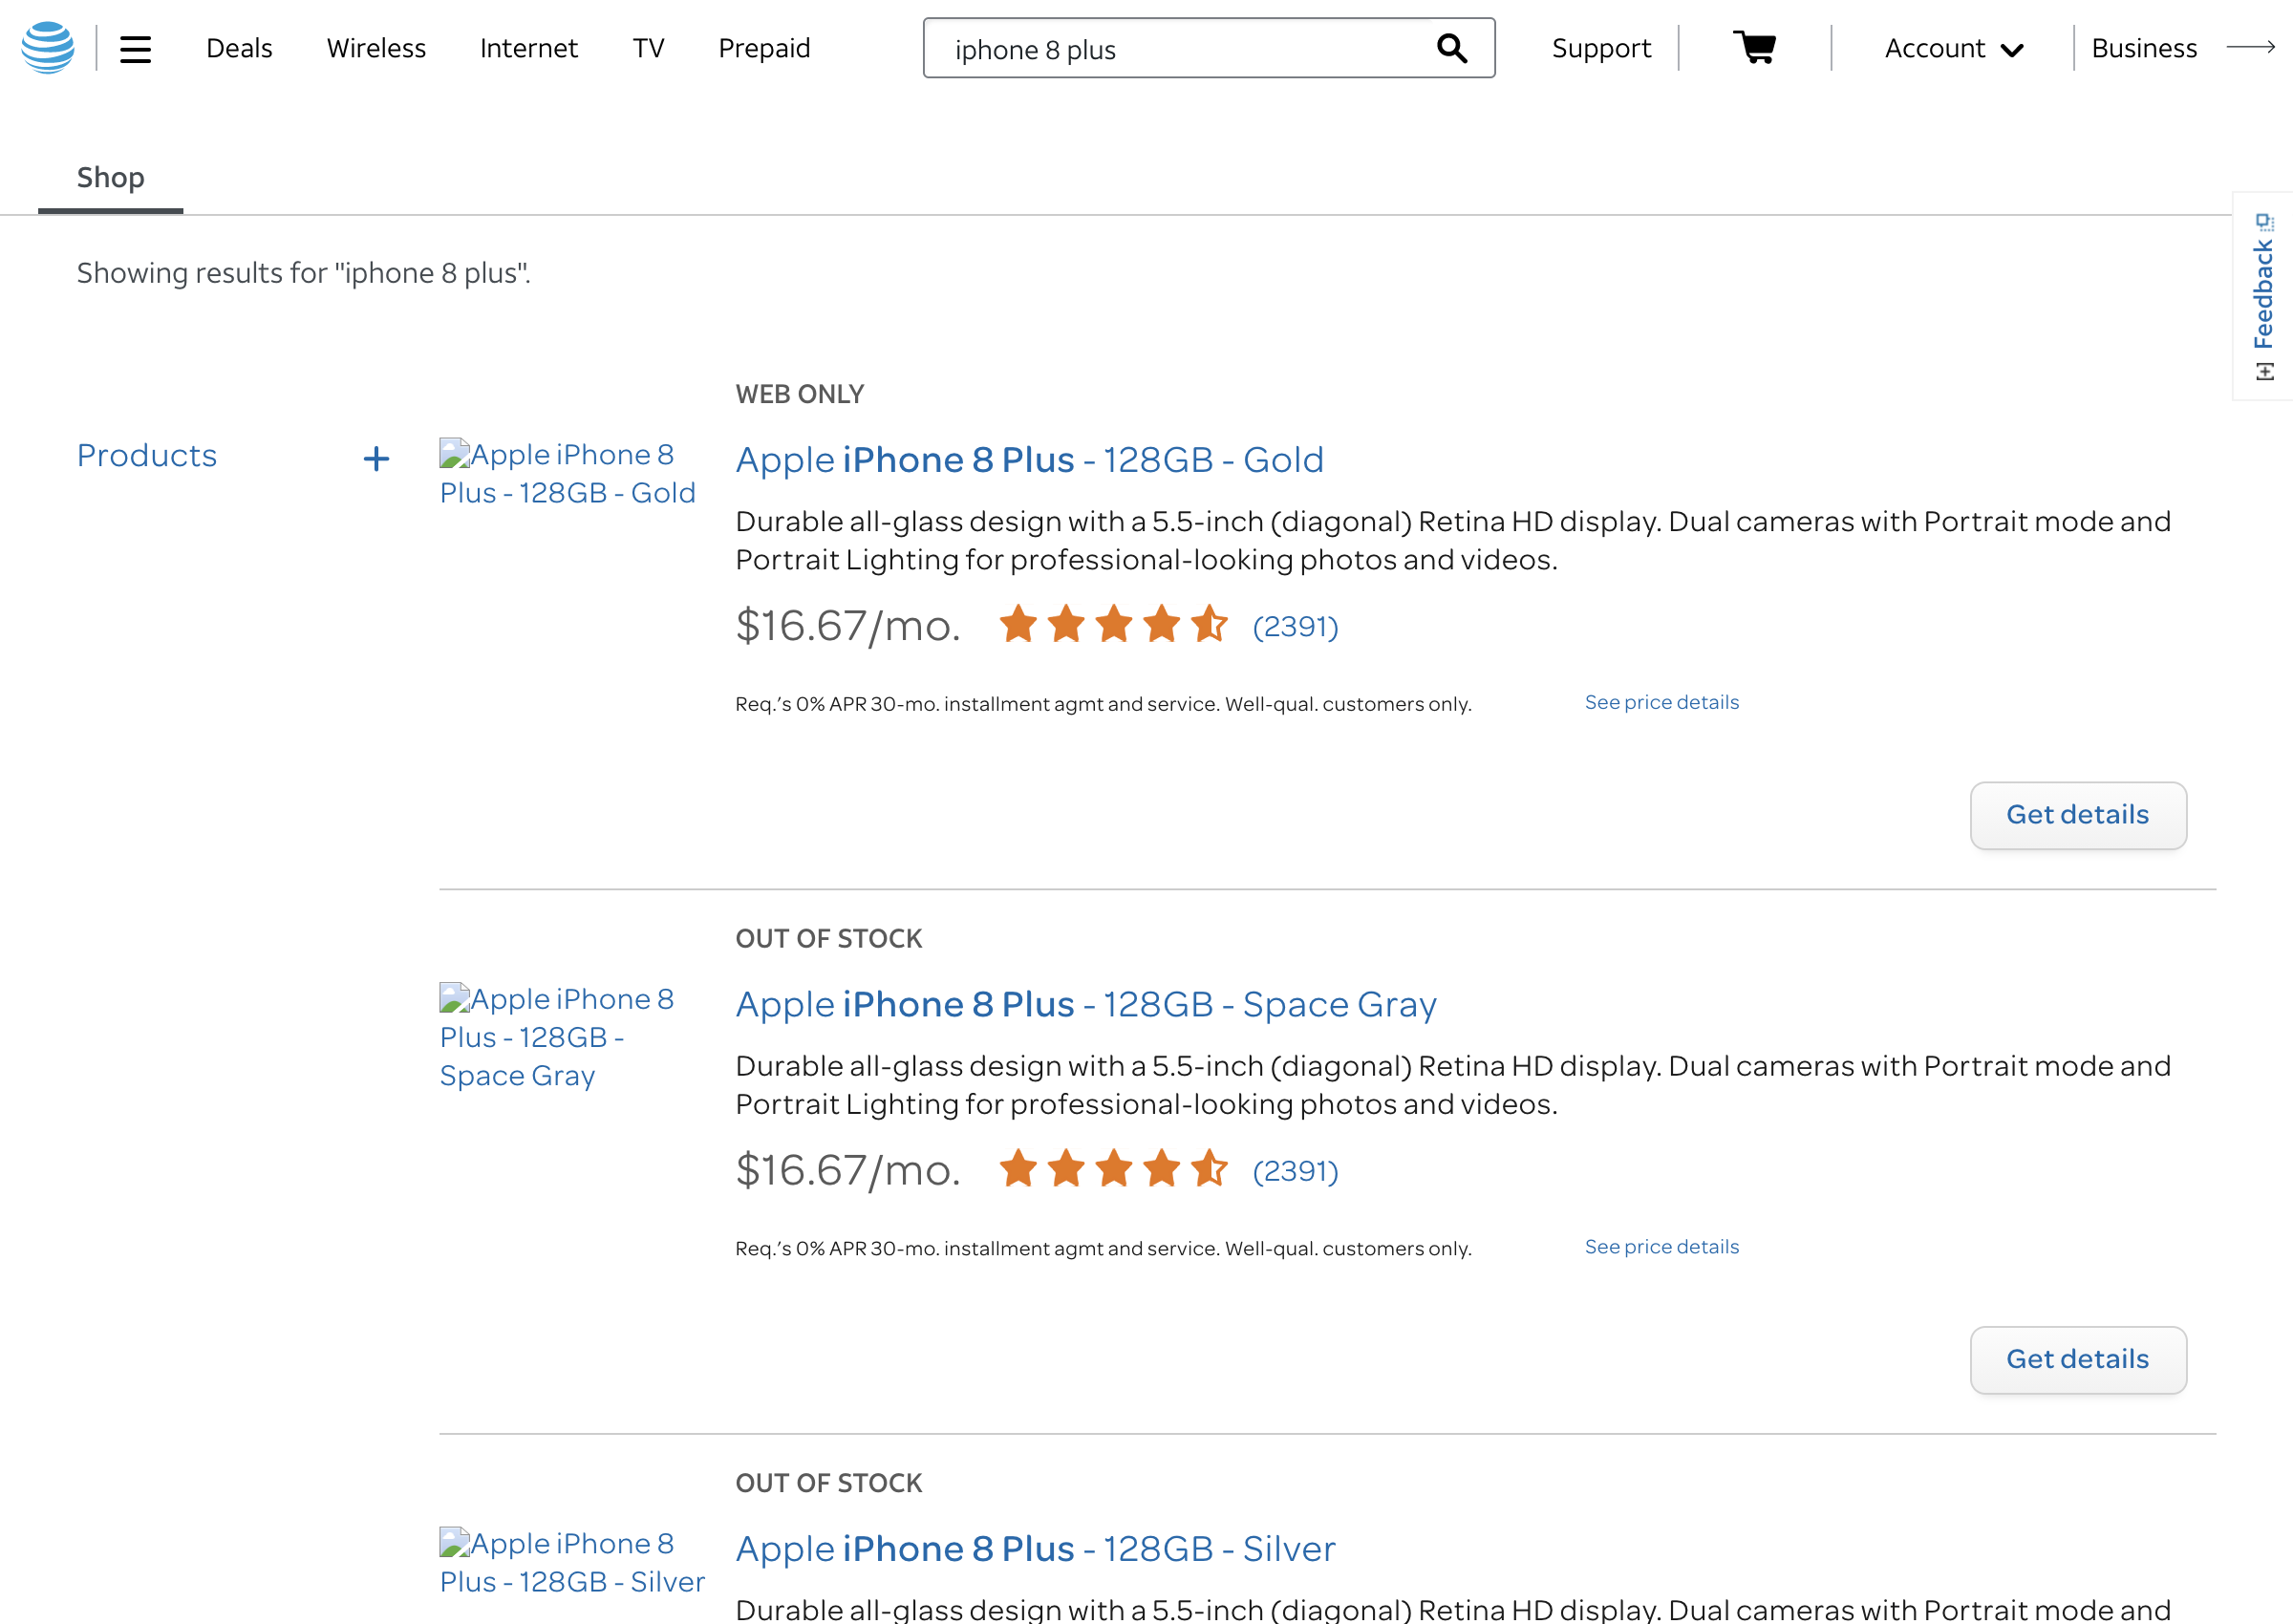 Deals Wireless Internet TV Prepaid iphone 8 plus Support Account Business
Shop
Feedback [+]
Showing results for "iphone 8 plus".
Products +
WEB ONLY
Apple iPhone 8
Plus - 128GB - Gold
Apple iPhone 8 Plus - 128GB - Gold
Durable all-glass design with a 5.5-inch (diagonal) Retina HD display. Dual cameras with Portrait mode and
Portrait Lighting for professional-looking photos and videos.
$16.67/mo. (2391)
Req.'s 0% APR 30-mo. installment agmt and service. Well-qual. customers only. See price details
Get details
OUT OF STOCK
Apple iPhone 8
Plus - 128GB -
Space Gray
Apple iPhone 8 Plus - 128GB - Space Gray
Durable all-glass design with a 5.5-inch (diagonal) Retina HD display. Dual cameras with Portrait mode and
Portrait Lighting for professional-looking photos and videos.
$16.67/mo. (2391)
Req.'s 0% APR 30-mo. installment agmt and service. Well-qual. customers only. See price details
Get details
OUT OF STOCK
Apple iPhone 8
Plus - 128GB - Silver
Apple iPhone 8 Plus - 128GB - Silver
Durable all-glass design with a 5.5-inch (diagonal) Retina HD display. Dual cameras with Portrait mode and